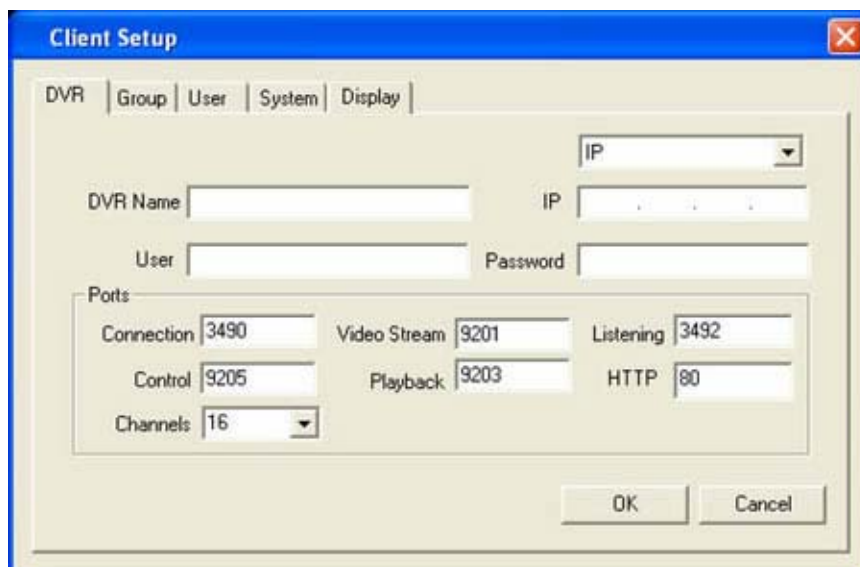 Client Setup
DVR Group User System Display
IP
DVR Name IP . . .
User Password
Ports
Connection 3490 Video Stream 9201 Listening 3492
Control 9205 Playback 9203 HTTP 80
Channels 16
OK Cancel